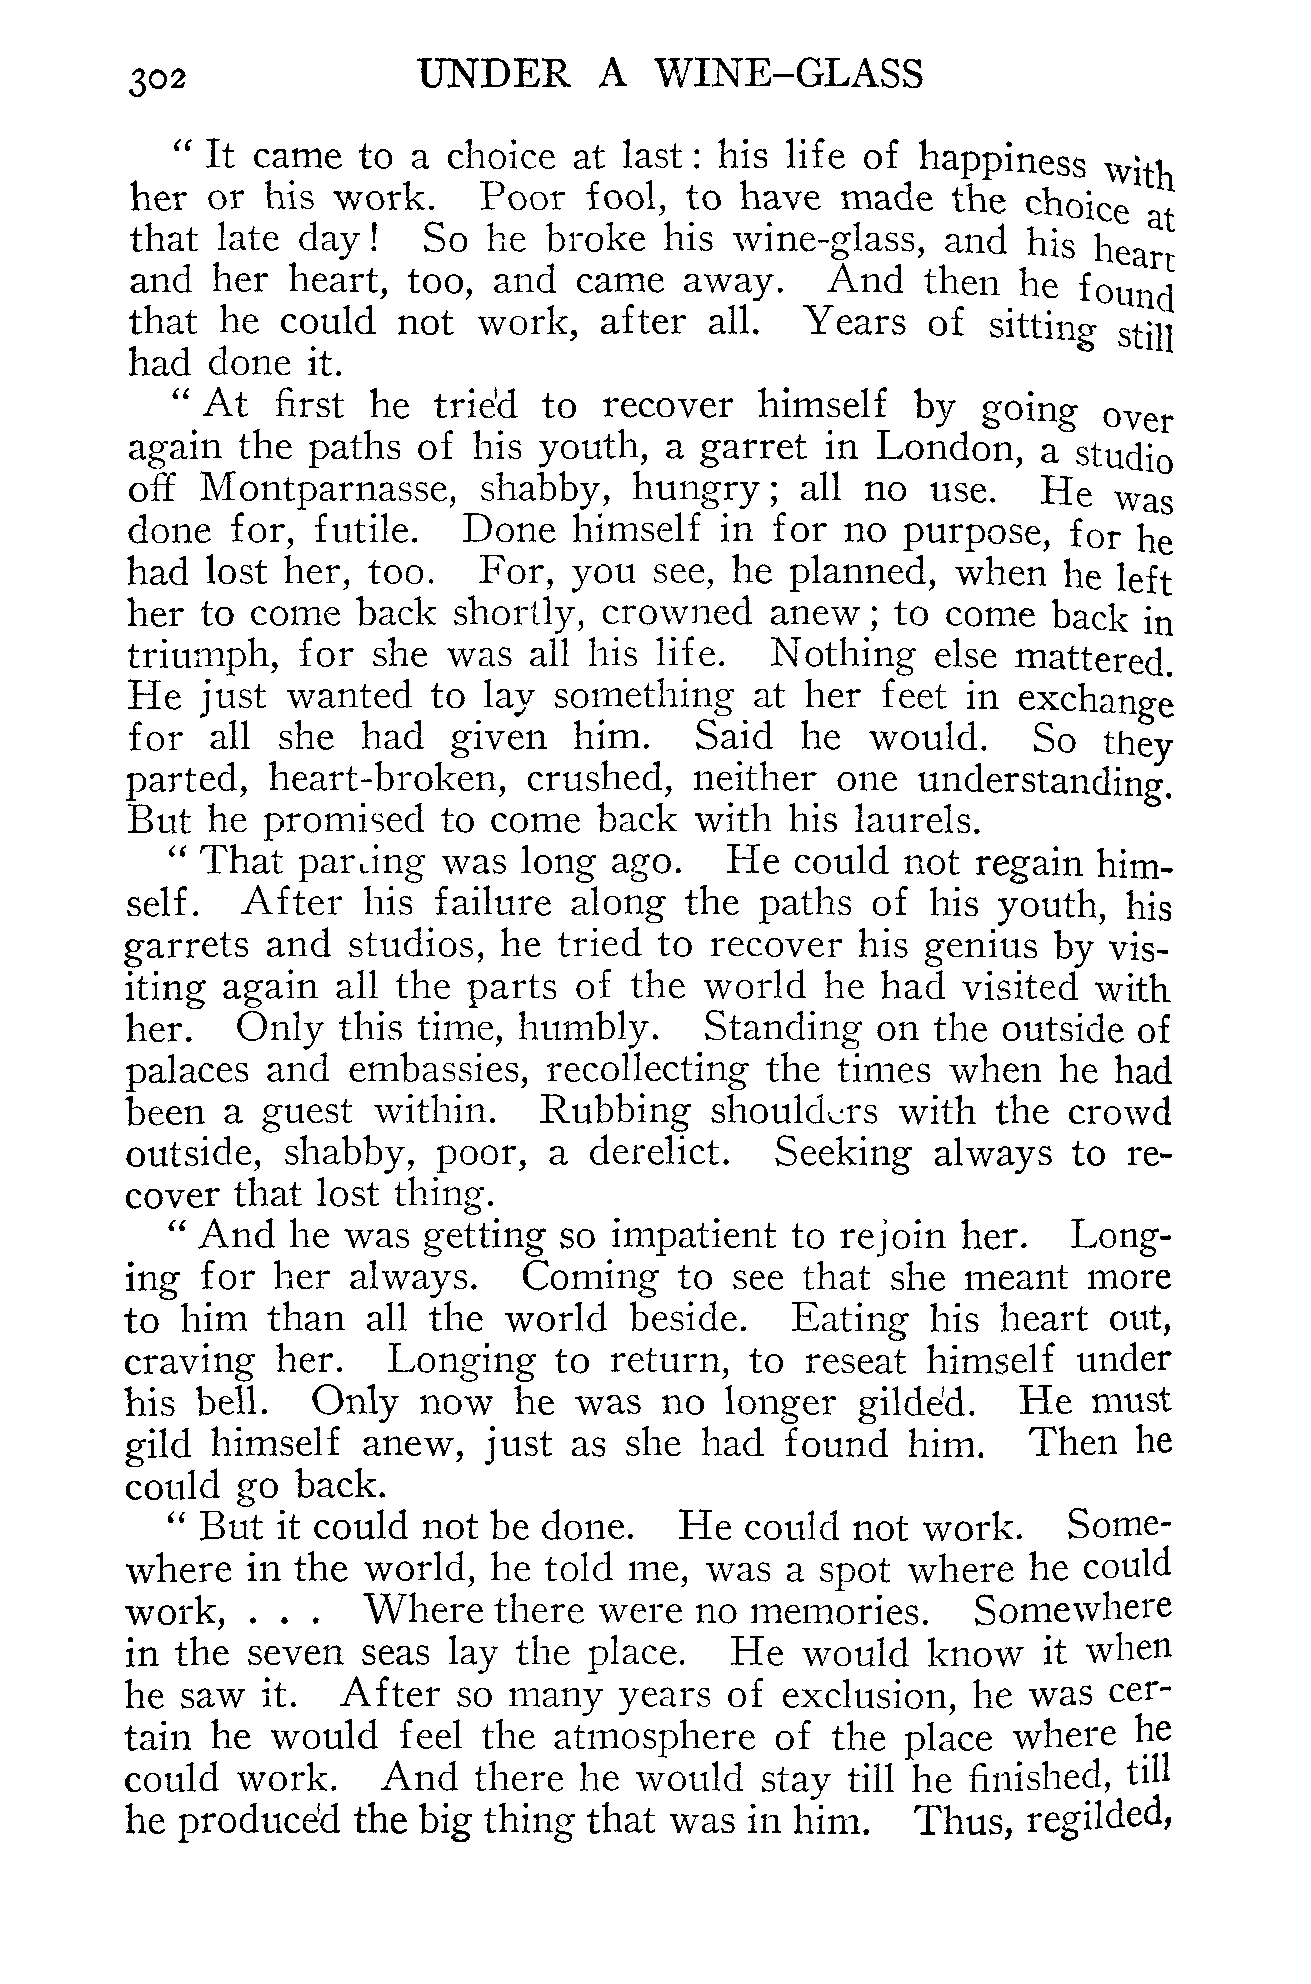 302 UNDER A WINE-GLASS
" It came to a choice at last : his life of happiness with
her or his work. Poor fool, to have made the choice at
that late day ! So he broke his wine-glass, and his heart
and her heart, too, and came away. And then he found
that he could not work, after all. Years of sitting still
had done it.
" At first he tried to recover himself by going over
again the paths of his youth, a garret in London, a studio
off Montparnasse, shabby, hungry ; all no use. He was
done for, futile. Done himself in for no purpose, for he
had lost her, too. For, you see, he planned, when he left
her to come back shortly, crowned anew ; to come back in
triumph, for she was all his life. Nothing else mattered.
He just wanted to lay something at her feet in exchange
for all she had given him. Said he would. So they
parted, heart-broken, crushed, neither one understanding.
But he promised to come back with his laurels.
" That parting was long ago. He could not regain him-
self. After his failure along the paths of his youth, his
garrets and studios, he tried to recover his genius by vis-
iting again all the parts of the world he had visited with
her. Only this time, humbly. Standing on the outside of
palaces and embassies, recollecting the times when he had
been a guest within. Rubbing shoulders with the crowd
outside, shabby, poor, a derelict. Seeking always to re-
cover that lost thing.
" And he was getting so impatient to rejoin her. Long-
ing for her always. Coming to see that she meant more
to him than all the world beside. Eating his heart out,
craving her. Longing to return, to reseat himself under
his bell. Only now he was no longer gilded. He must
gild himself anew, just as she had found him. Then he
could go back.
" But it could not be done. He could not work. Some-
where in the world, he told me, was a spot where he could
work, . . . Where there were no memories. Somewhere
in the seven seas lay the place. He would know it when
he saw it. After so many years of exclusion, he was cer-
tain he would feel the atmosphere of the place where he
could work. And there he would stay till he finished, till
he produced the big thing that was in him. Thus, regilded,